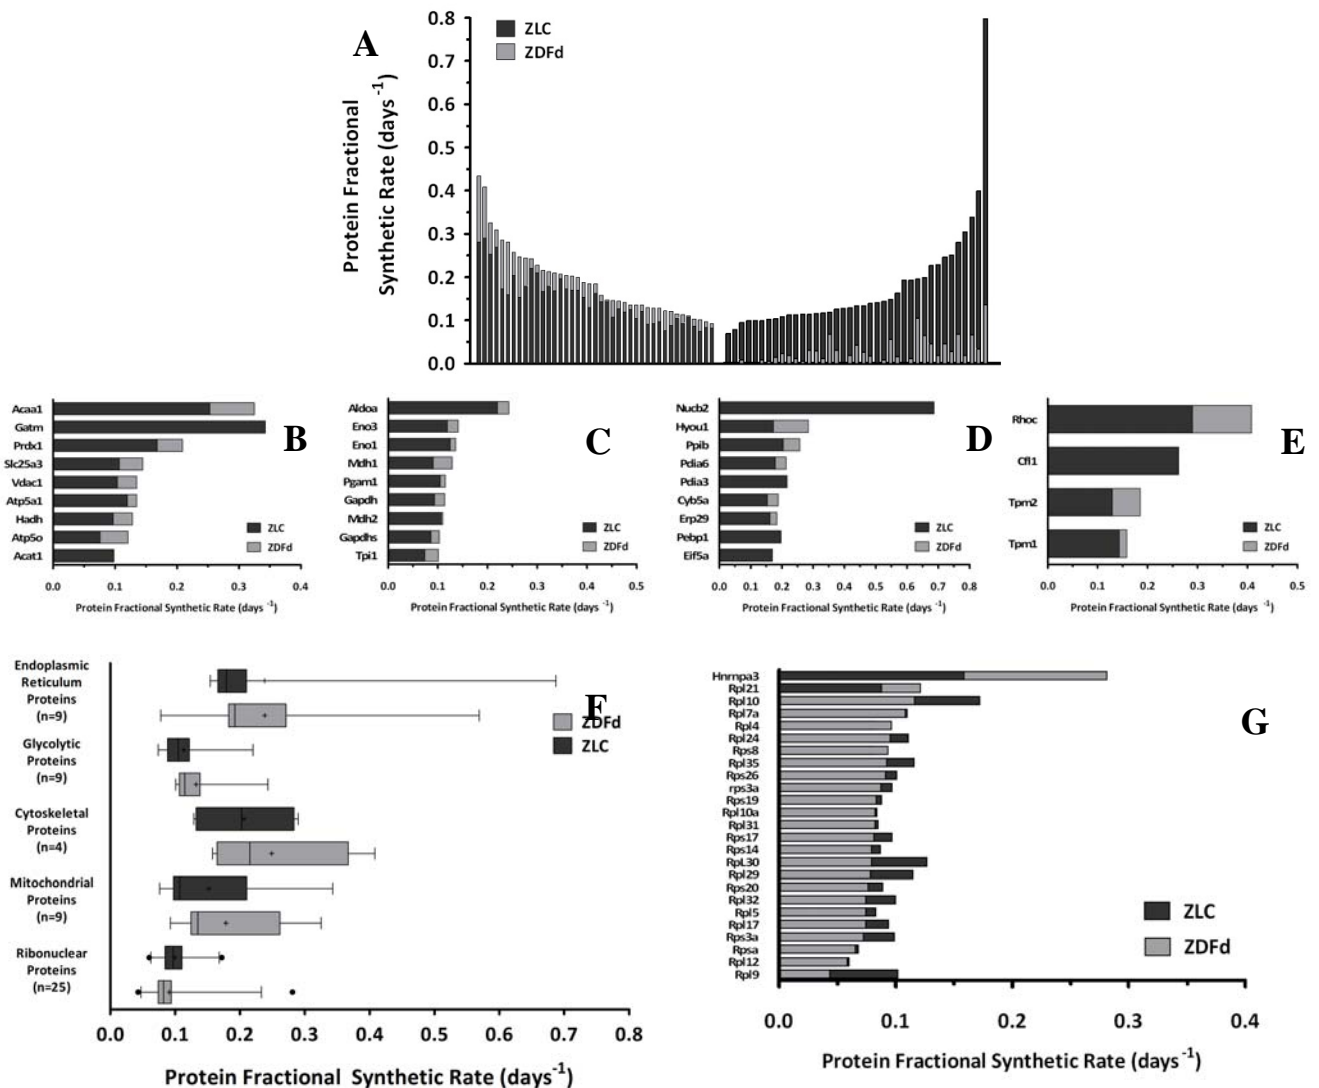 A
Protein Fractional
Synthetic Rate (days -1)
0.8
0.7
0.6
0.5
0.4
0.3
0.2
0.1
0.0
ZLC
ZDFd
B
Acaa1
Gatm
Prdx1
Slc25a3
Vdac1
Atp5a1
Hadh
Atp5o
Acat1
ZLC
ZDFd
0.0 0.1 0.2 0.3 0.4
Protein Fractional Synthetic Rate (days -1)
C
Aldoa
Eno3
Eno1
Mdh1
Pgam1
Gapdh
Mdh2
Gapdhs
Tpi1
ZLC
ZDFd
0.0 0.1 0.2 0.3 0.4 0.5
Protein Fractional Synthetic Rate (days -1)
D
Nucb2
Hyou1
Ppib
Pdia6
Pdia3
Cyb5a
Erp29
Pebp1
Eif5a
ZLC
ZDFd
0.0 0.1 0.2 0.3 0.4 0.5 0.6 0.7 0.8
Protein Fractional Synthetic Rate (days -1)
E
Rhoc
Cfl1
Tpm2
Tpm1
ZLC
ZDFd
0.0 0.1 0.2 0.3 0.4 0.5
Protein Fractional Synthetic Rate (days -1)
F
Endoplasmic
Reticulum
Proteins
(n=9)
Glycolytic
Proteins
(n=9)
Cytoskeletal
Proteins
(n=4)
Mitochondrial
Proteins
(n=9)
Ribonuclear
Proteins
(n=25)
ZDFd
ZLC
0.0 0.1 0.2 0.3 0.4 0.5 0.6 0.7 0.8
Protein Fractional Synthetic Rate (days-1)
G
Hnrnpa3
Rpl21
Rpl10
Rpl7a
Rpl4
Rpl24
Rps8
Rpl35
Rps26
rps3a
Rps19
Rpl10a
Rpl31
Rps17
Rps14
RpL30
Rpl29
Rps20
Rpl32
Rpl5
Rpl17
Rps3a
Rpsa
Rpl12
Rpl9
ZLC
ZDFd
0.0 0.1 0.2 0.3 0.4
Protein Fractional Synthetic Rate (days-1)